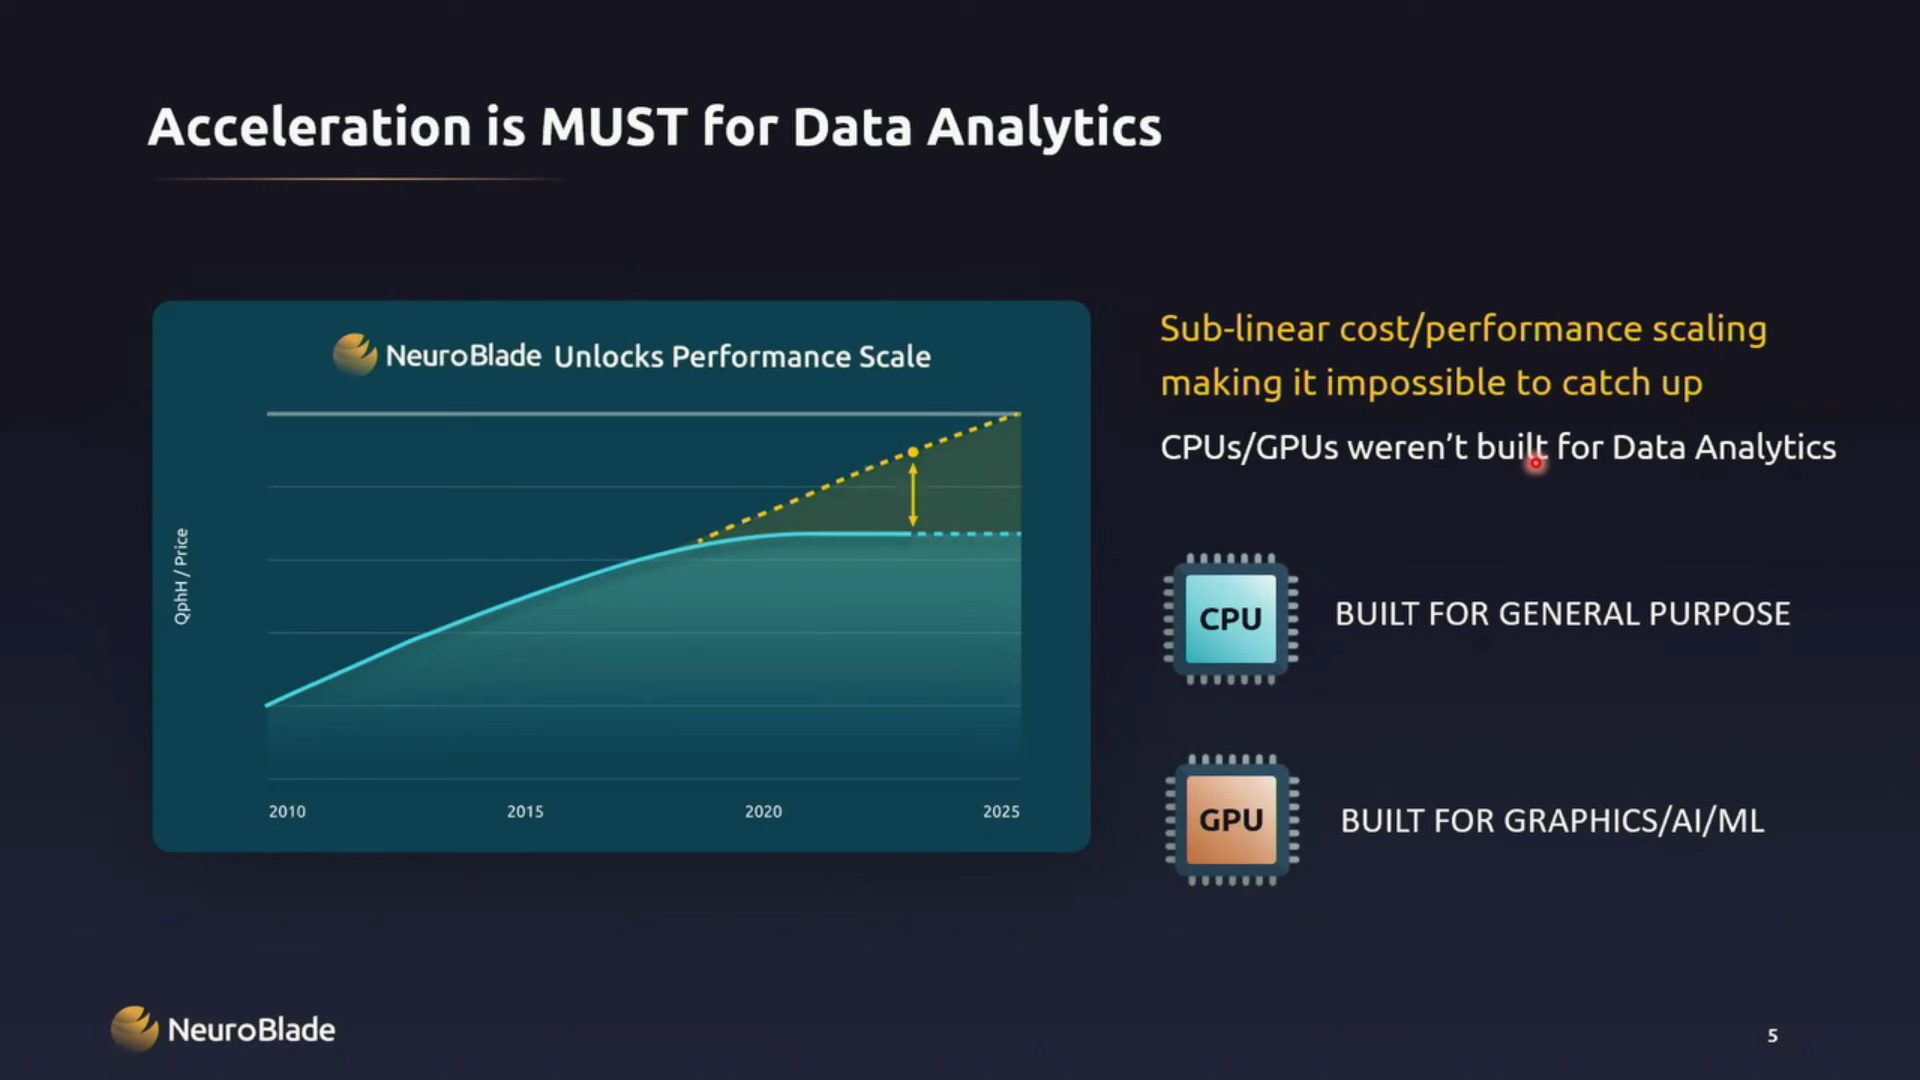 Acceleration is MUST for Data Analytics
NeuroBlade Unlocks Performance Scale
QphH / Price
2010 2015 2020 2025
Sub-linear cost/performance scaling
making it impossible to catch up
CPUs/GPUs weren’t built for Data Analytics
CPU
BUILT FOR GENERAL PURPOSE
GPU
BUILT FOR GRAPHICS/AI/ML
NeuroBlade
5